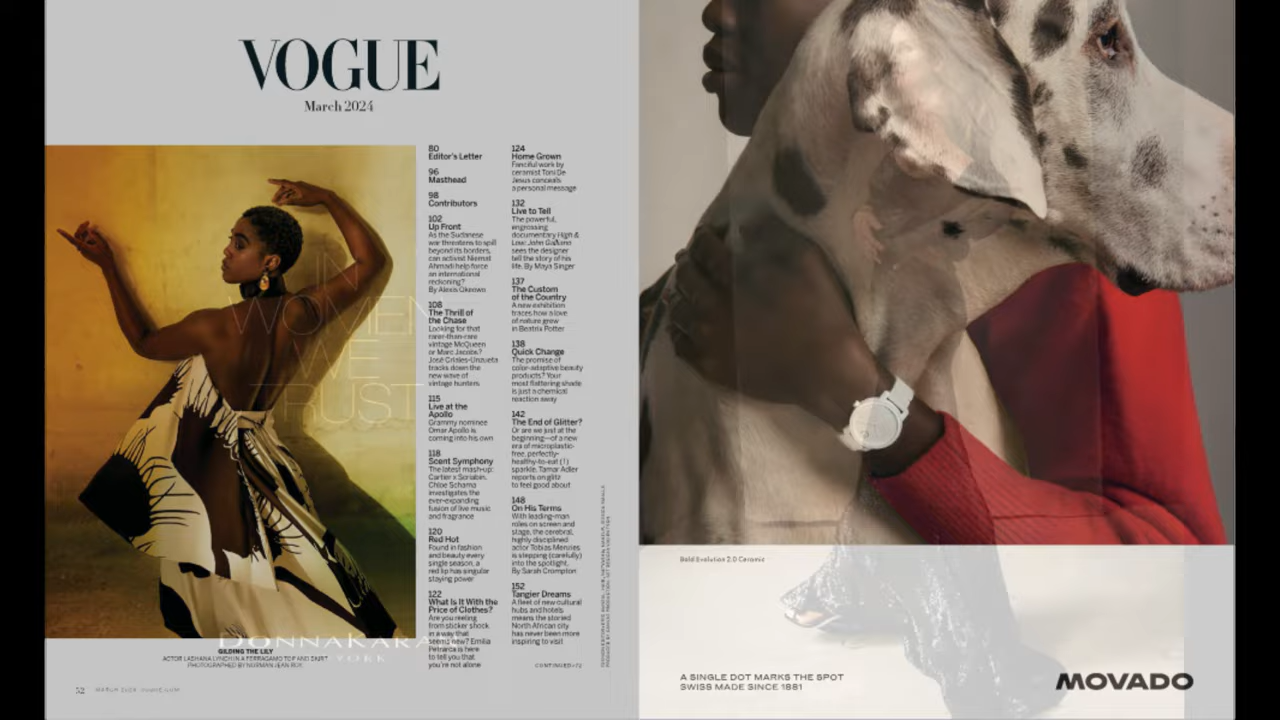 VOGUE
March 2024
80
Editor's Letter
96
Masthead
98
Contributors
102
Up Front
As the Sudanese
war threatens to spill
beyond its borders,
can activist Niemat
Ahmadi help force
an international
reckoning?
By Alexis Okeowo
108
The Thrill of
the Chase
Looking for that
rarer-than-rare
vintage McQueen
or Marc Jacobs?
José Criales-Unzueta
tracks down the
new wave of
vintage hunters
115
Live at the
Apollo
Grammy nominee
Omar Apollo is
coming into his own
118
Scent Symphony
The latest mash-up:
Cartier x Scriabin.
Chloe Schama
investigates the
ever-expanding
fusion of live music
and fragrance
120
Red Hot
Found in fashion
and beauty every
single season, a
red lip has singular
staying power
122
What Is It With the
Price of Clothes?
Are you reeling
from sticker shock
in a way that
seems new? Emilia
Petrarca is here
to tell you that
you're not alone
124
Home Grown
Fanciful work by
ceramist Toni De
Jesus conceals
a personal message
132
Live to Tell
The powerful,
engrossing
documentary High &
Low: John Galliano
sees the designer
tell the story of his
life. By Maya Singer
137
The Custom
of the Country
A new exhibition
traces how a love
of nature grew
in Beatrix Potter
138
Quick Change
The promise of
color-adaptive beauty
products? Your
most flattering shade
is just a chemical
reaction away
142
The End of Glitter?
Or are we just at the
beginning—of a new
era of microplastic-
free, perfectly-
healthy-to-eat (!)
sparkle. Tamar Adler
reports on glitz
to feel good about
148
On His Terms
With leading-man
roles on screen and
stage, the cerebral,
highly disciplined
actor Tobias Menzies
is stepping (carefully)
into the spotlight.
By Sarah Crompton
152
Tangier Dreams
A fleet of new cultural
hubs and hotels
means the storied
North African city
has never been more
inspiring to visit
CONTINUED>72
IN
WOMEN
WE
TRUST
DONNAKARA
YORK
GILDING THE LILY
ACTOR LASHANA LYNCH IN A FERRAGAMO TOP AND SKIRT.
PHOTOGRAPHED BY NORMAN JEAN ROY.
52 MARCH 2024 VOGUE.COM
Bold Evolution 2.0 Ceramic
A SINGLE DOT MARKS THE SPOT
SWISS MADE SINCE 1881
MOVADO